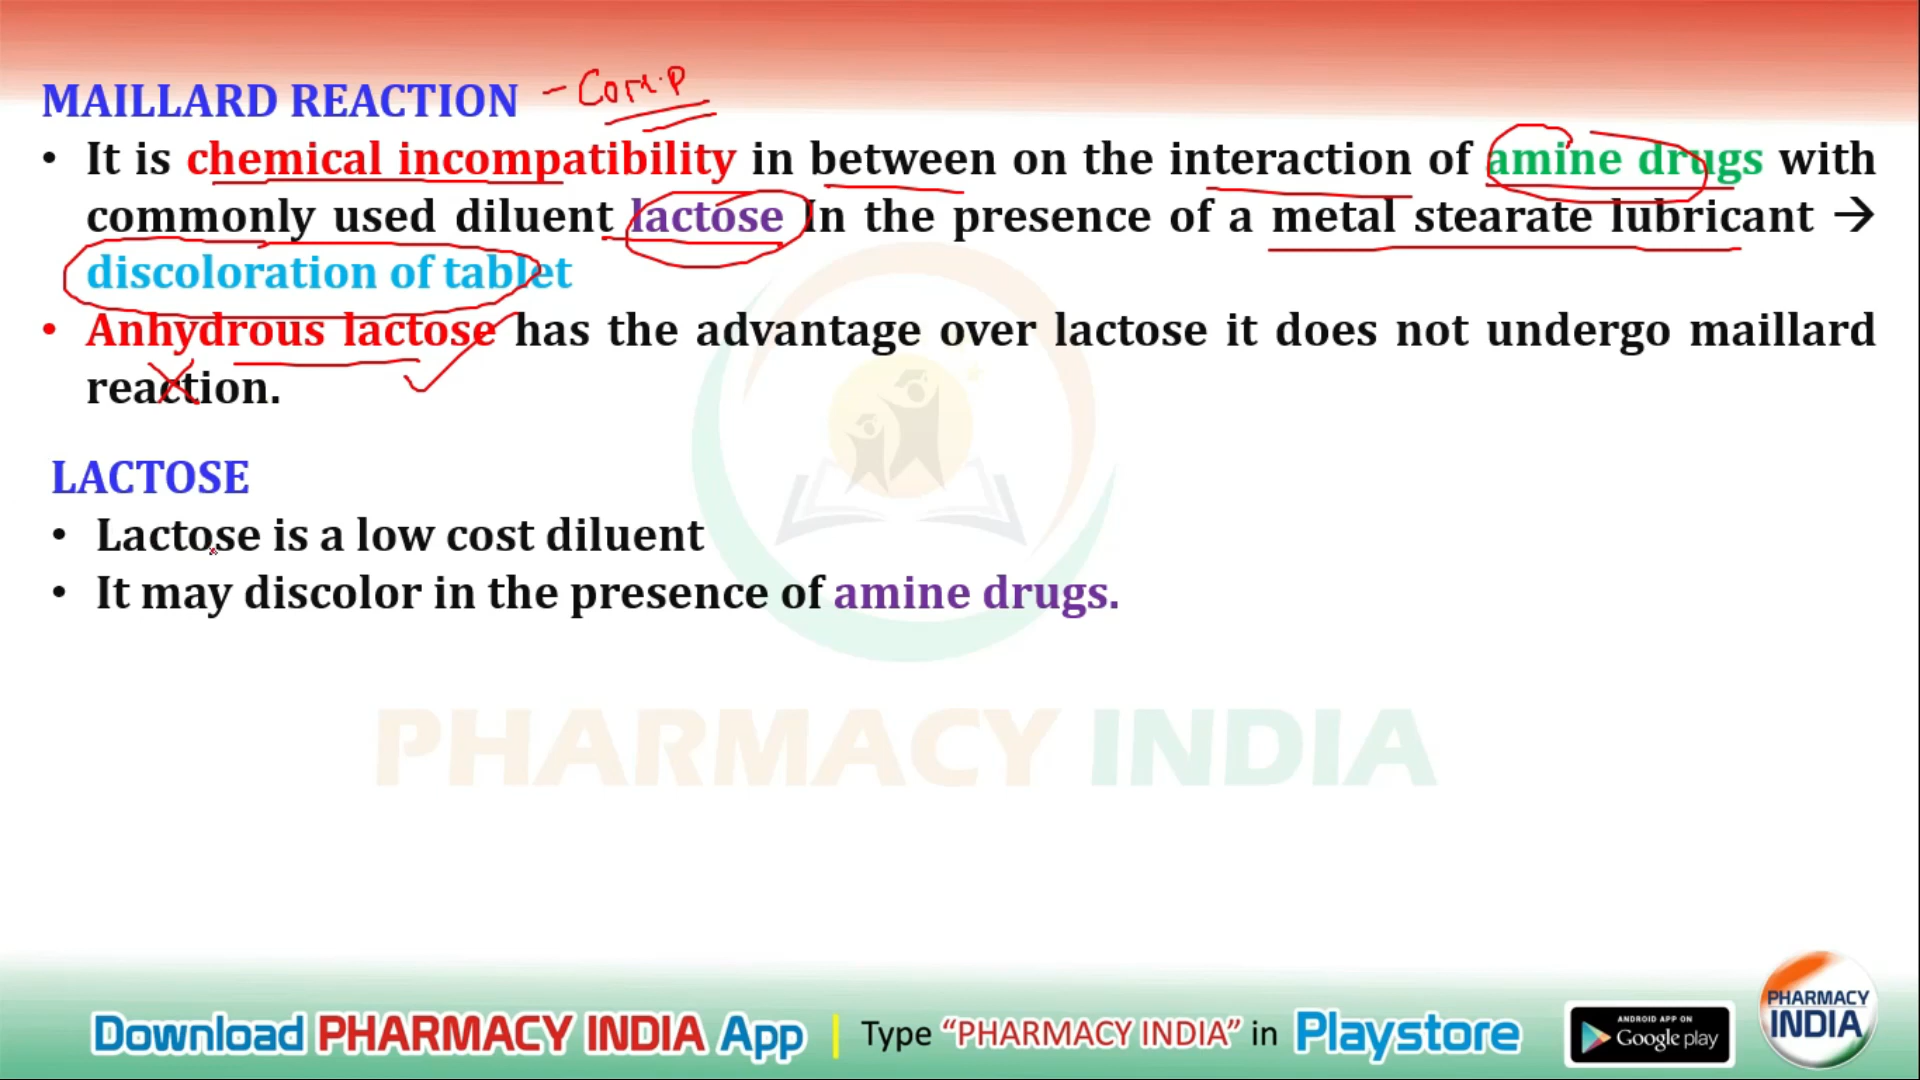 MAILLARD REACTION
• It is chemical incompatibility in between on the interaction of amine drugs with
commonly used diluent lactose In the presence of a metal stearate lubricant →
discoloration of tablet
• Anhydrous lactose has the advantage over lactose it does not undergo maillard
reaction.
LACTOSE
• Lactose is a low cost diluent
• It may discolor in the presence of amine drugs.
PHARMACY INDIA
Download PHARMACY INDIA App | Type “PHARMACY INDIA” in Playstore
ANDROID APP ON
Google play
PHARMACY
INDIA